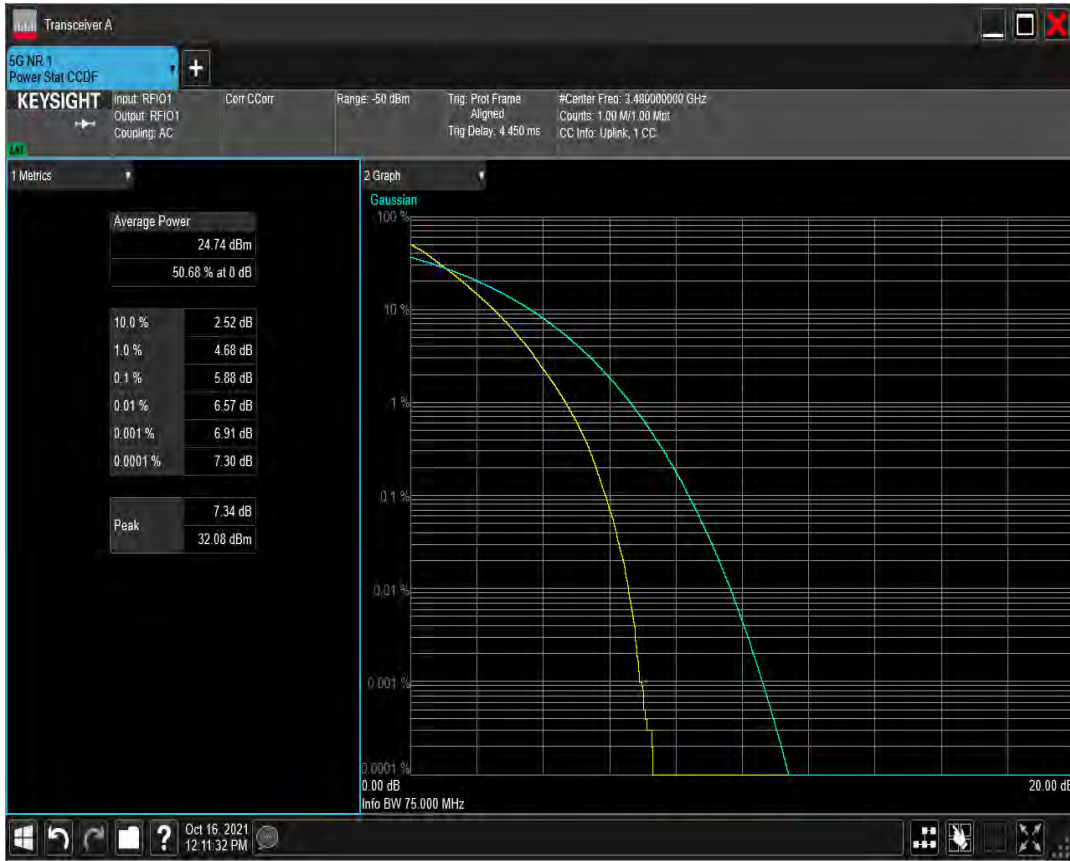 Transceiver A
5G NR 1
Power Stat CCDF
+
KEYSIGHT
Input: RFIO1
Output: RFIO1
Coupling: AC
Corr CCorr
Range: -50 dBm
Trig: Prot Frame
Aligned
Trig Delay: 4.450 ms
#Center Freq: 3.480000000 GHz
Counts: 1.00 M/1.00 Mpt
CC Info: Uplink, 1 CC
1 Metrics
Average Power
24.74 dBm
50.68 % at 0 dB
10.0 % 2.52 dB
1.0 % 4.68 dB
0.1 % 5.88 dB
0.01 % 6.57 dB
0.001 % 6.91 dB
0.0001 % 7.30 dB
Peak 7.34 dB
32.08 dBm
2 Graph
Gaussian
100 %
10 %
1 %
0.1 %
0.01 %
0.001 %
0.0001 %
0.00 dB
20.00 dB
Info BW 75.000 MHz
?
Oct 16, 2021
12:11:32 PM